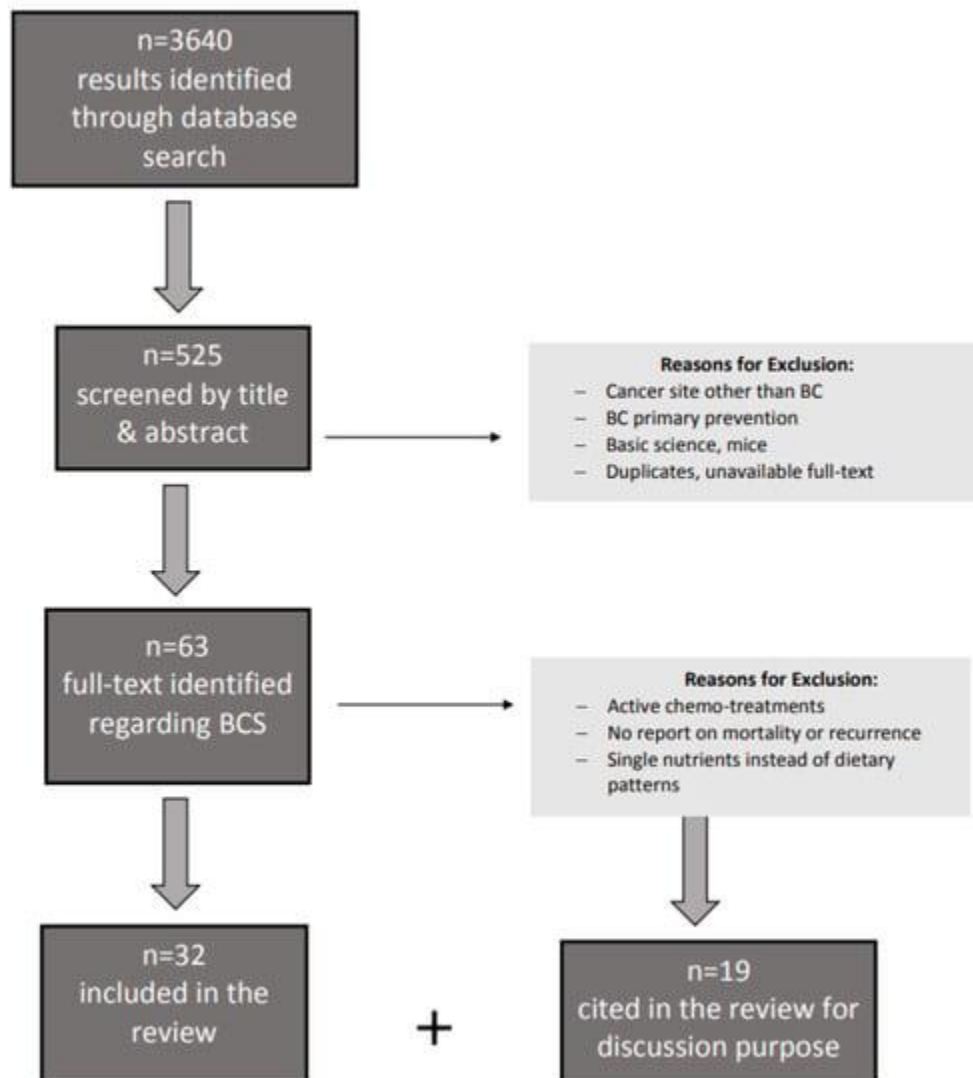 n=3640
results identified
through database
search
n=525
screened by title
& abstract
Reasons for Exclusion:
– Cancer site other than BC
– BC primary prevention
– Basic science, mice
– Duplicates, unavailable full-text
n=63
full-text identified
regarding BCS
Reasons for Exclusion:
– Active chemo-treatments
– No report on mortality or recurrence
– Single nutrients instead of dietary
patterns
n=32
included in the
review
+
n=19
cited in the review for
discussion purpose